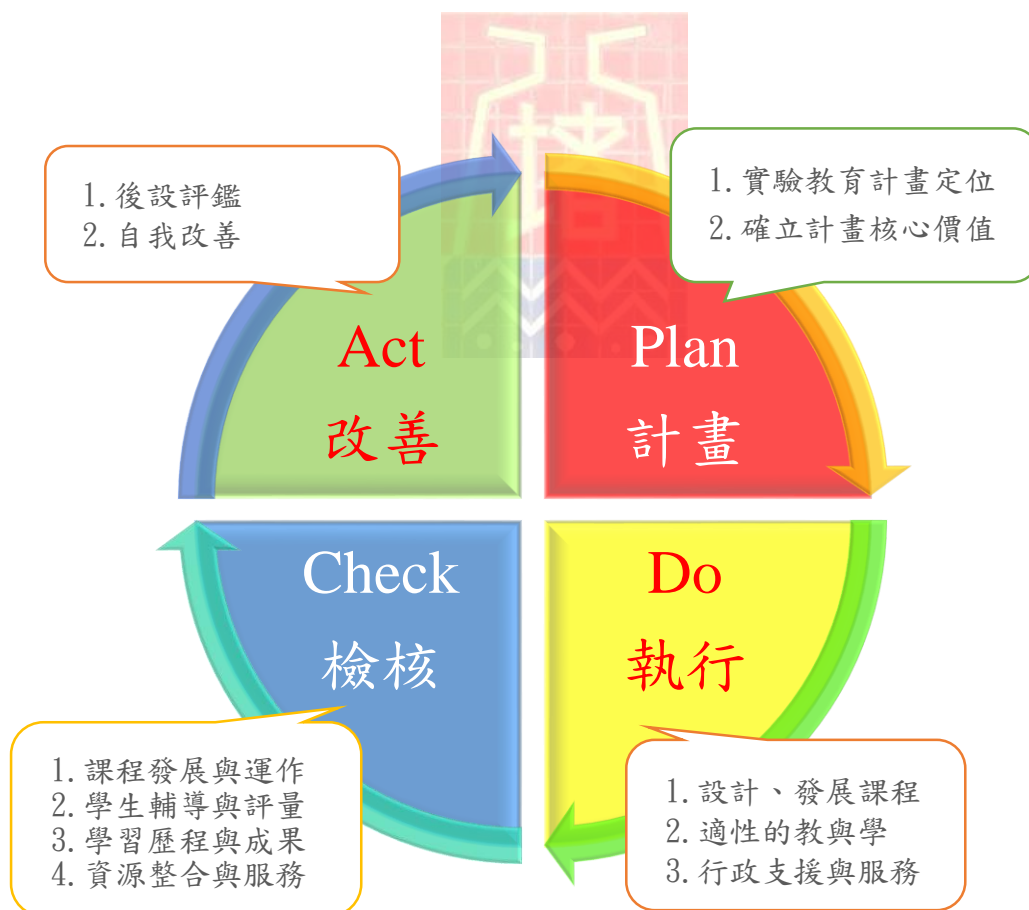 1.後設評鑑
2.自我改善
1.實驗教育計畫定位
2.確立計畫核心價值
Act
改善
Plan
計畫
Check
檢核
Do
執行
1.課程發展與運作
2.學生輔導與評量
3.學習歷程與成果
4.資源整合與服務
1.設計、發展課程
2.適性的教與學
3.行政支援與服務